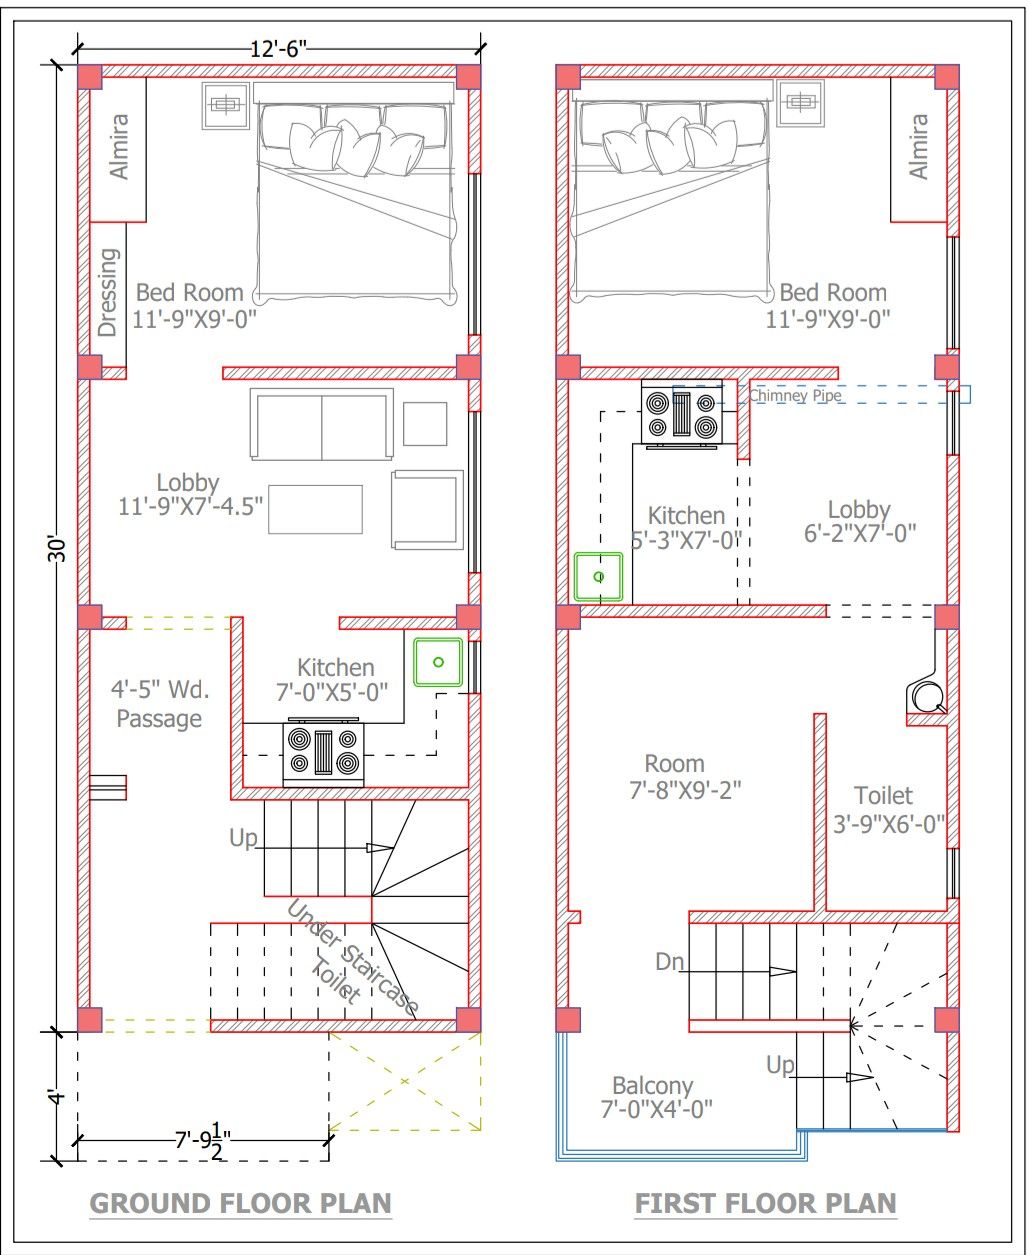 12'-6"
Almira
Dressing
Bed Room
11'-9"X9'-0"
Lobby
11'-9"X7'-4.5"
30'
Kitchen
7'-0"X5'-0"
4'-5" Wd.
Passage
Up
Under Staircase
Toilet
4'
7'-9 1/2"
GROUND FLOOR PLAN
Almira
Bed Room
11'-9"X9'-0"
Chimney Pipe
Kitchen
5'-3"X7'-0"
Lobby
6'-2"X7'-0"
Room
7'-8"X9'-2"
Toilet
3'-9"X6'-0"
Dn
Up
Balcony
7'-0"X4'-0"
FIRST FLOOR PLAN